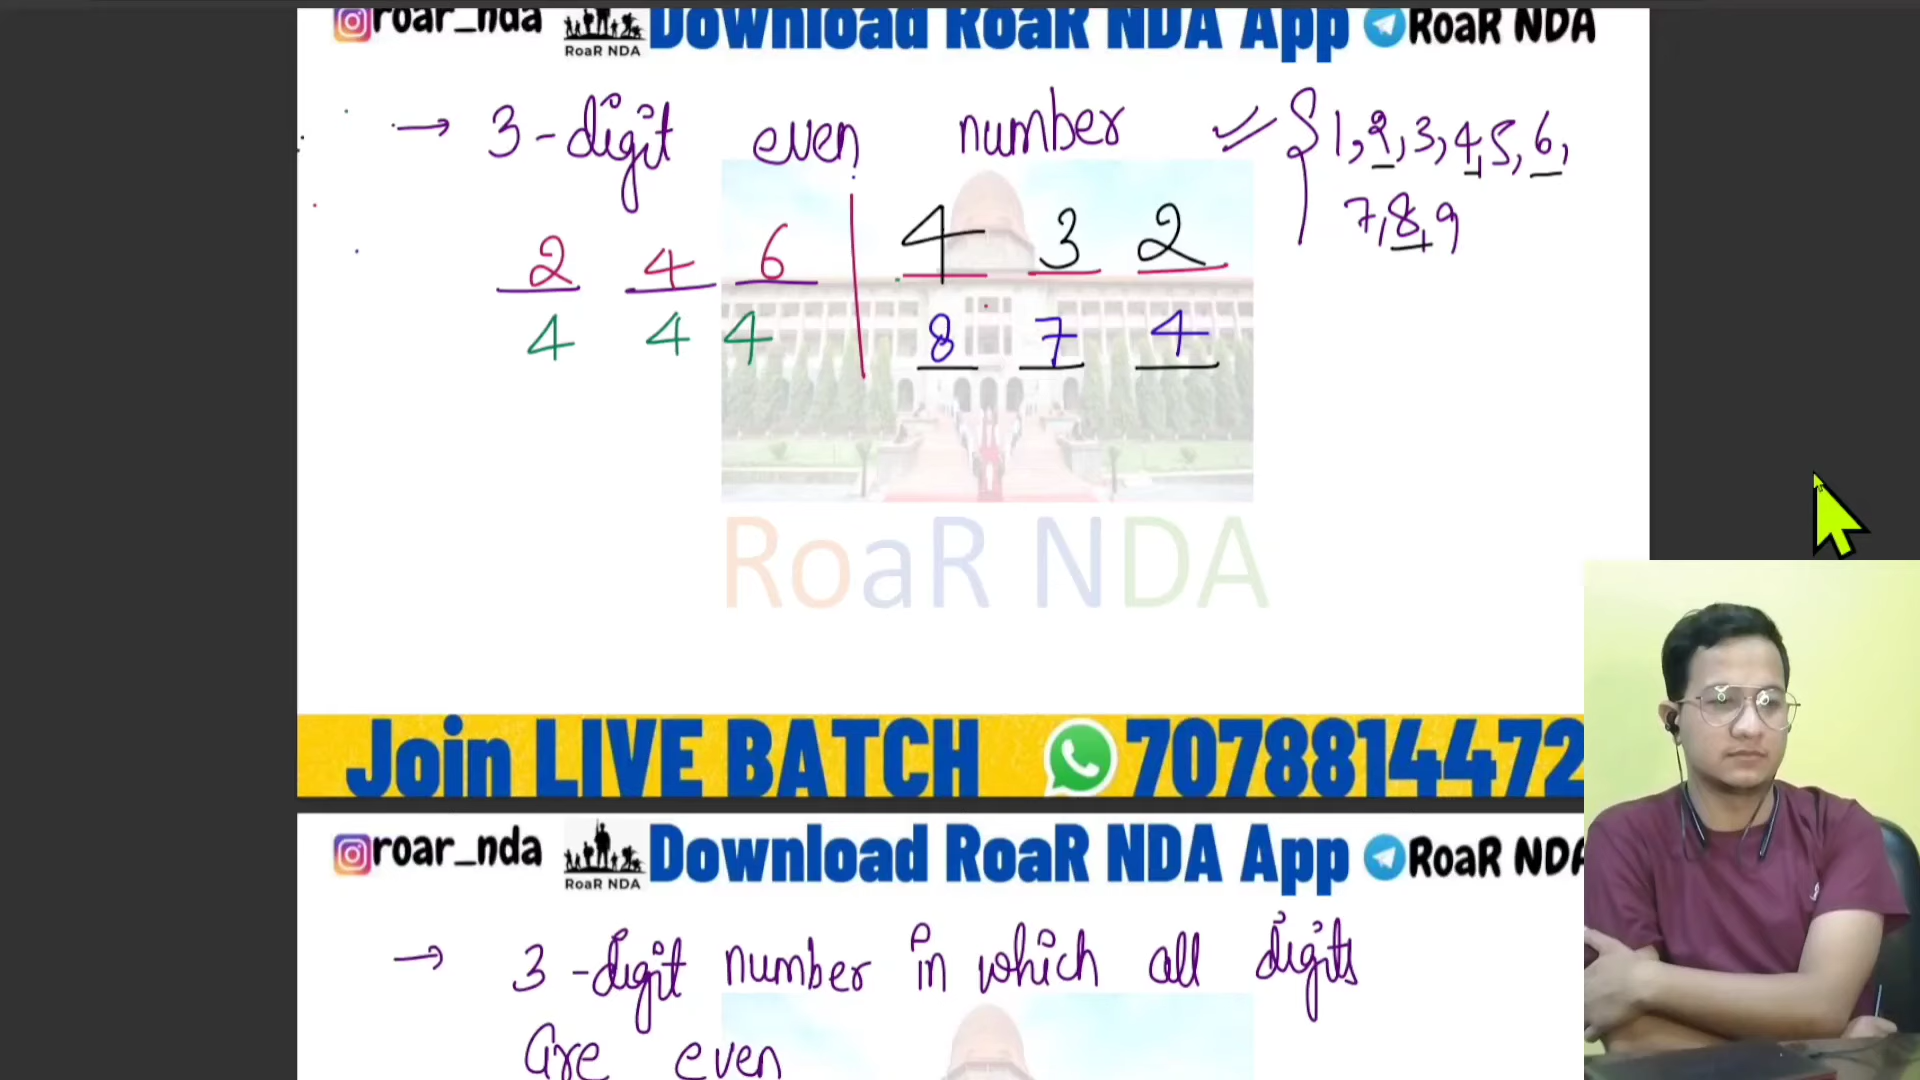 roar_nda RoaR NDA Download RoaR NDA App RoaR NDA
→ 3-digit even number {1, 2, 3, 4, 5, 6,
7, 8, 9
2 4 6 4 3 2
4 4 4 8 7 4
RoaR NDA
Join LIVE BATCH 7078814472
roar_nda RoaR NDA Download RoaR NDA App RoaR NDA
→ 3-digit number in which all digits
are even